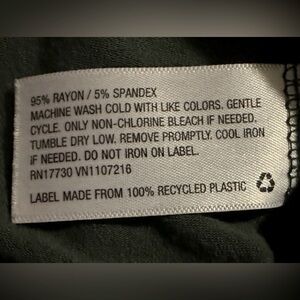 95% RAYON / 5% SPANDEX
MACHINE WASH COLD WITH LIKE COLORS. GENTLE
CYCLE. ONLY NON-CHLORINE BLEACH IF NEEDED.
TUMBLE DRY LOW. REMOVE PROMPTLY. COOL IRON
IF NEEDED. DO NOT IRON ON LABEL.
RN17730 VN1107216
LABEL MADE FROM 100% RECYCLED PLASTIC